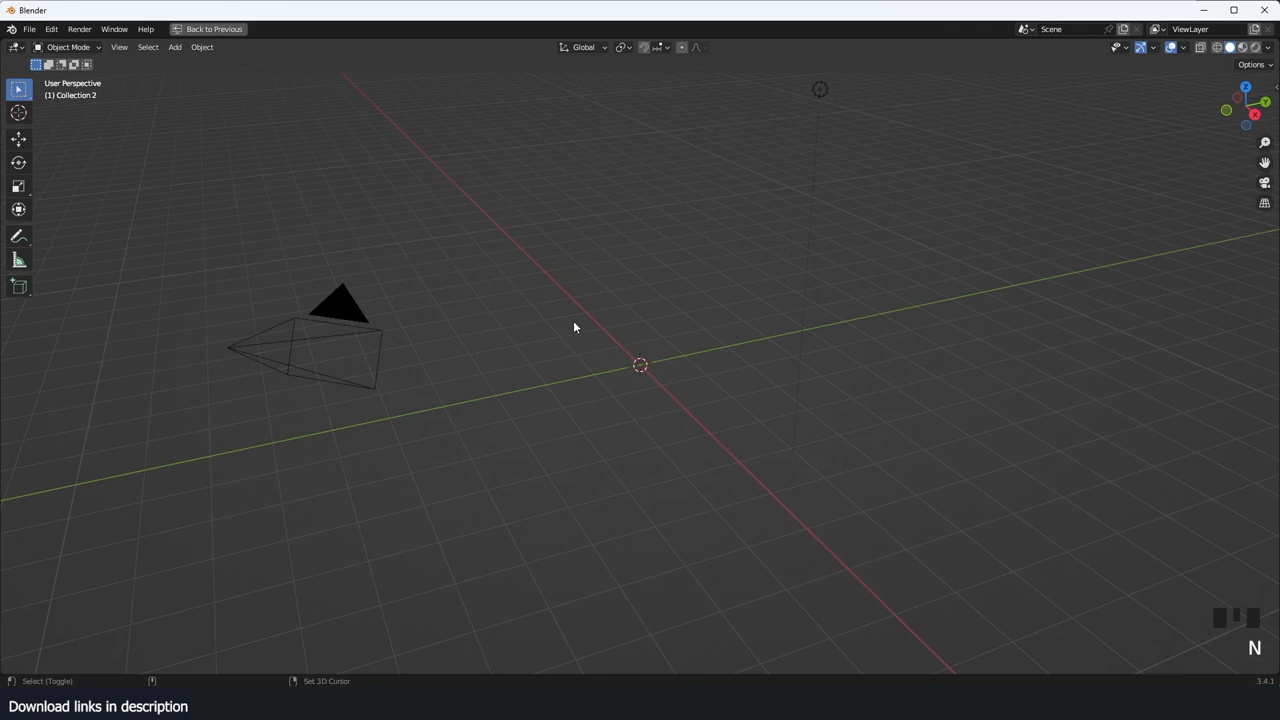 Blender
File Edit Render Window Help Back to Previous Scene ViewLayer
Object Mode View Select Add Object Global
Options
User Perspective
(1) Collection 2
Z
Y
X
N
Select (Toggle) Set 3D Cursor 3.4.1
Download links in description